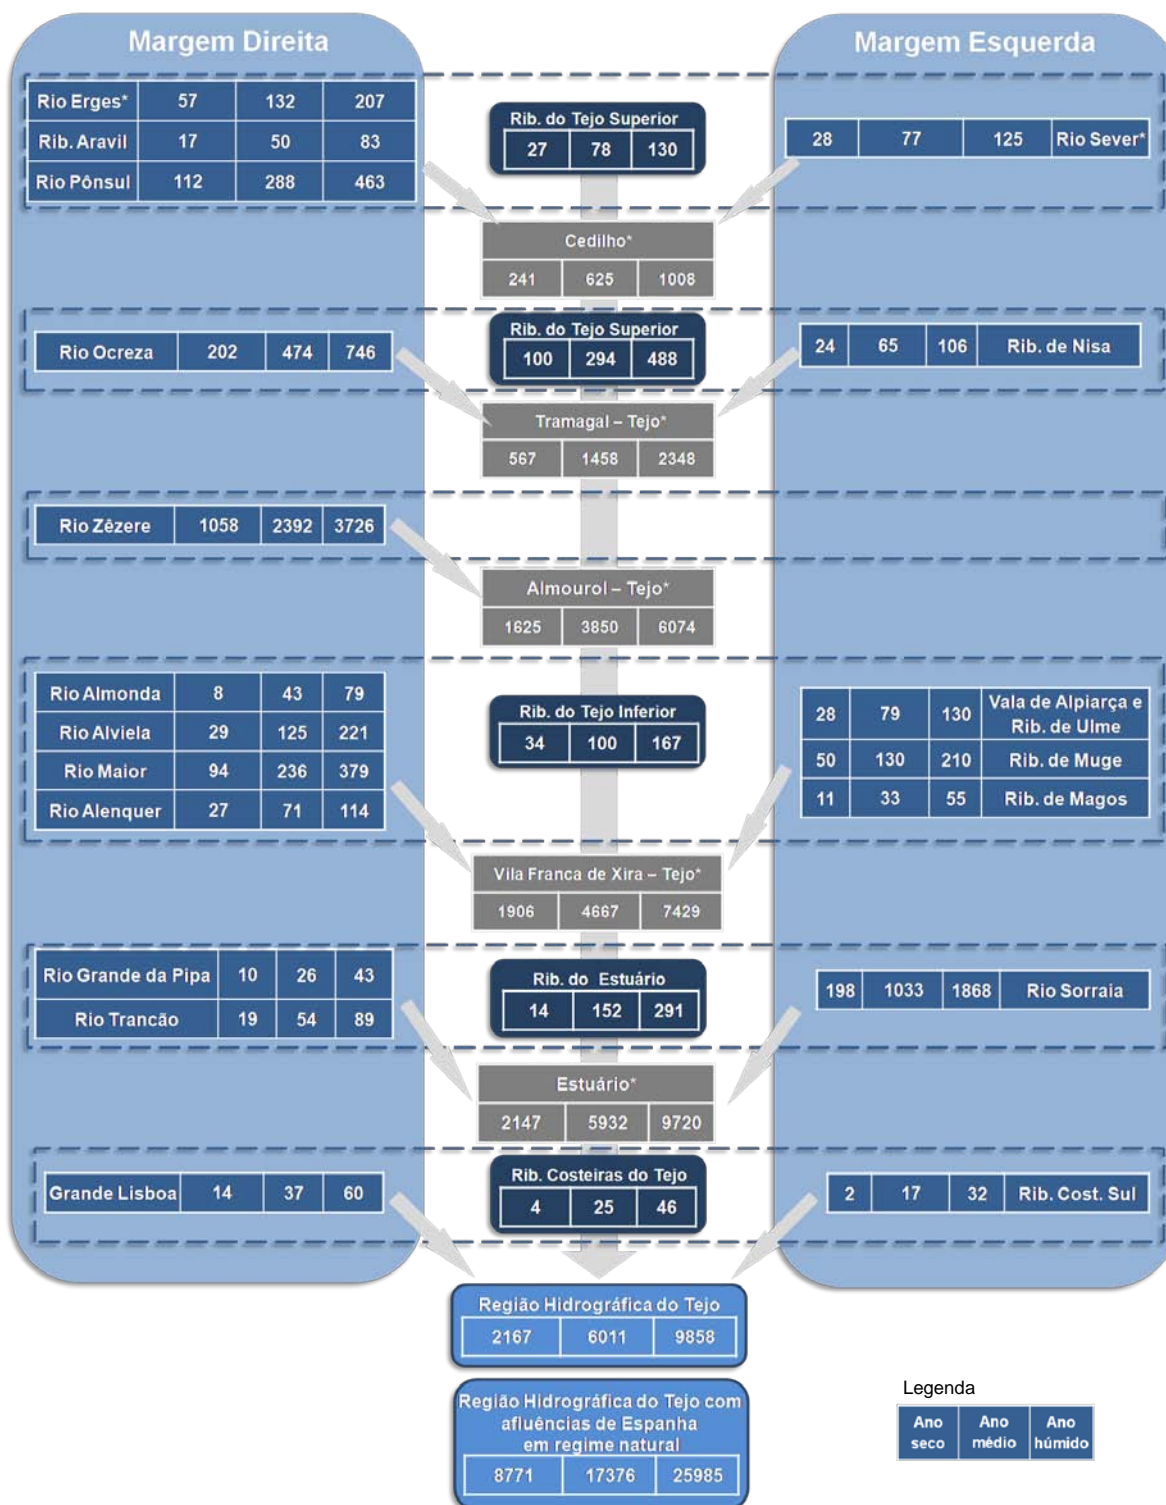 Margem Direita
Margem Esquerda
Rio Erges* 57 132 207
Rib. Aravil 17 50 83
Rio Pônsul 112 288 463
Rib. do Tejo Superior
27 78 130
28 77 125 Rio Sever*
Cedilho*
241 625 1008
Rio Ocreza 202 474 746
Rib. do Tejo Superior
100 294 488
24 65 106 Rib. de Nisa
Tramagal – Tejo*
567 1458 2348
Rio Zêzere 1058 2392 3726
Almourol – Tejo*
1625 3850 6074
Rio Almonda 8 43 79
Rio Alviela 29 125 221
Rio Maior 94 236 379
Rio Alenquer 27 71 114
Rib. do Tejo Inferior
34 100 167
28 79 130 Vala de Alpiarça e
Rib. de Ulme
50 130 210 Rib. de Muge
11 33 55 Rib. de Magos
Vila Franca de Xira – Tejo*
1906 4667 7429
Rio Grande da Pipa 10 26 43
Rio Trancão 19 54 89
Rib. do Estuário
14 152 291
198 1033 1868 Rio Sorraia
Estuário*
2147 5932 9720
Grande Lisboa 14 37 60
Rib. Costeiras do Tejo
4 25 46
2 17 32 Rib. Cost. Sul
Região Hidrográfica do Tejo
2167 6011 9858
Região Hidrográfica do Tejo com
afluências de Espanha
em regime natural
8771 17376 25985
Legenda
Ano Ano Ano
seco médio húmido